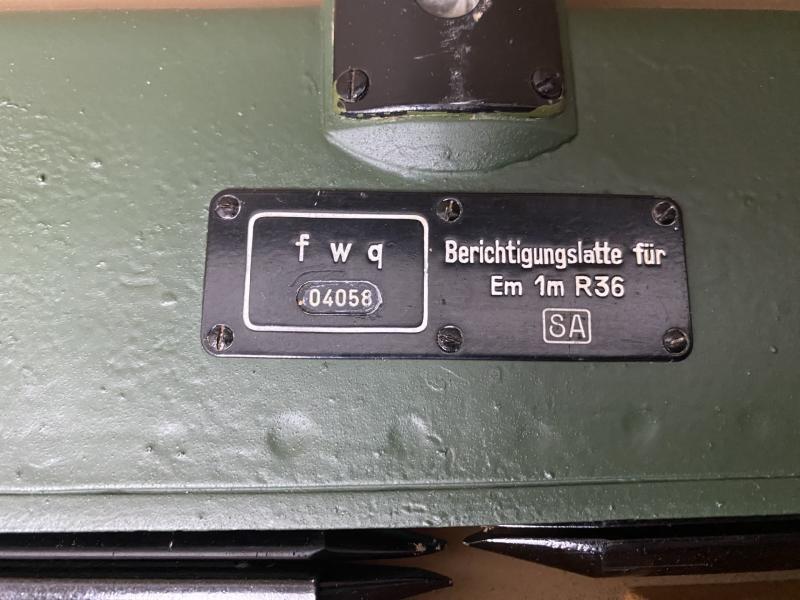 f w q
04058
Berichtigungslatte für
Em 1m R36
SA